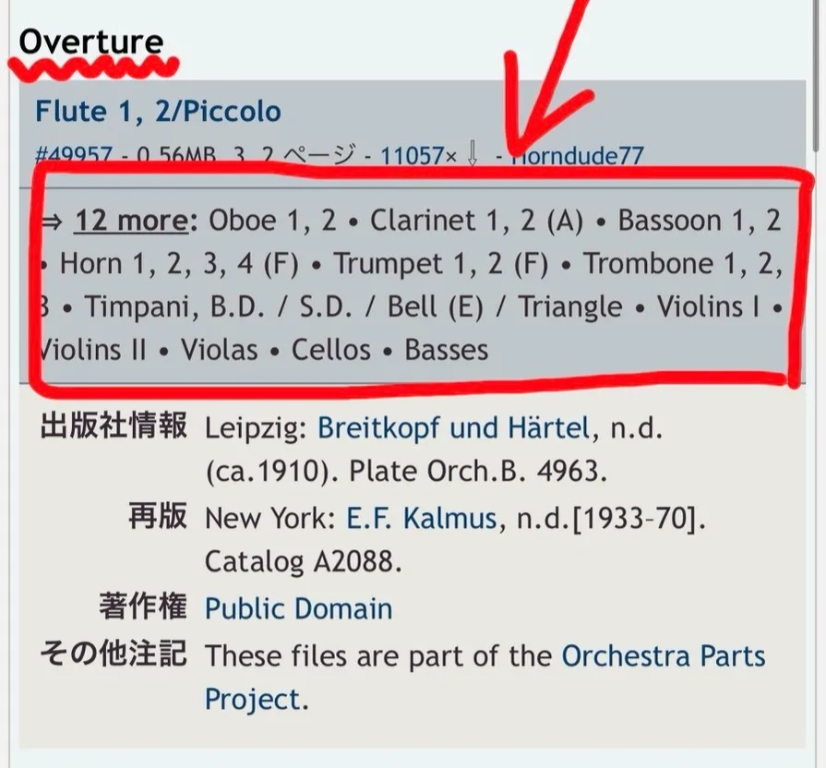 Overture
Flute 1, 2/Piccolo
#49957 - 0.56MB, 3, 2 ページ - 11057× ⇩ - Horndude77
⇒ 12 more: Oboe 1, 2 • Clarinet 1, 2 (A) • Bassoon 1, 2
• Horn 1, 2, 3, 4 (F) • Trumpet 1, 2 (F) • Trombone 1, 2,
3 • Timpani, B.D. / S.D. / Bell (E) / Triangle • Violins I •
Violins II • Violas • Cellos • Basses
出版社情報 Leipzig: Breitkopf und Härtel, n.d.
(ca.1910). Plate Orch.B. 4963.
再版 New York: E.F. Kalmus, n.d.[1933-70].
Catalog A2088.
著作権 Public Domain
その他注記 These files are part of the Orchestra Parts
Project.